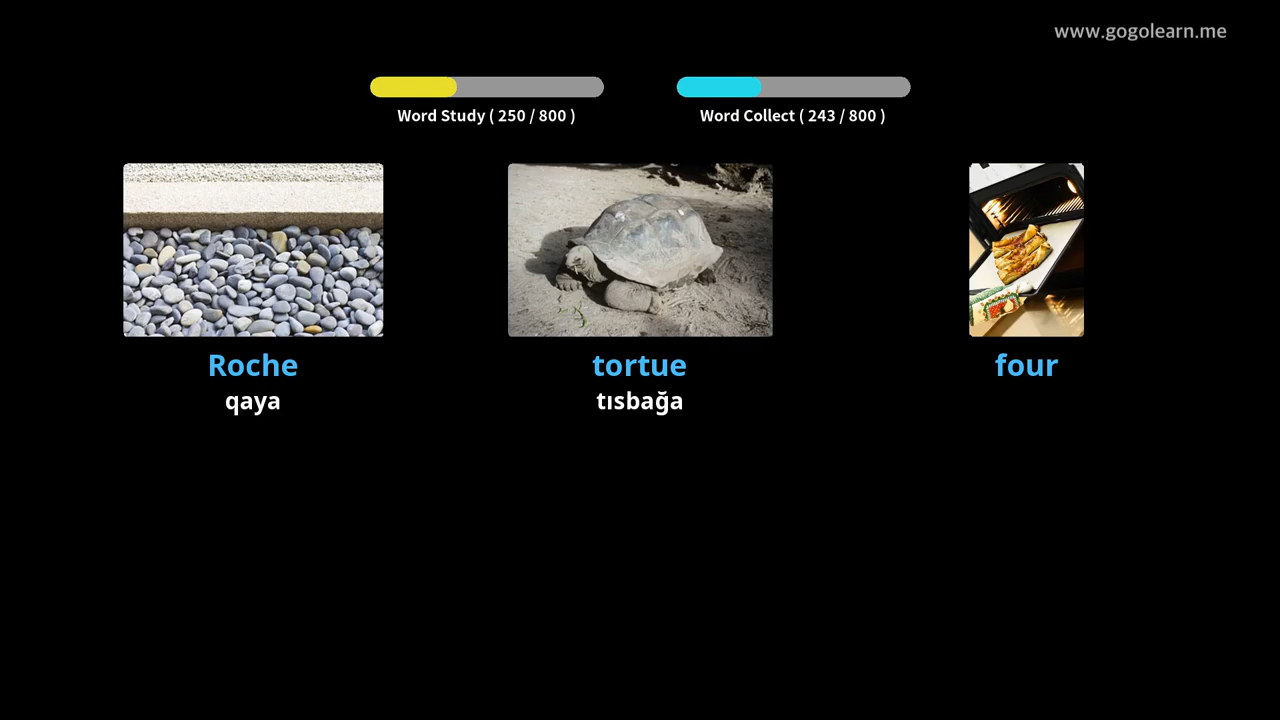 www.gogolearn.me
Word Study ( 250 / 800 )
Word Collect ( 243 / 800 )
Roche
qaya
tortue
tısbağa
four